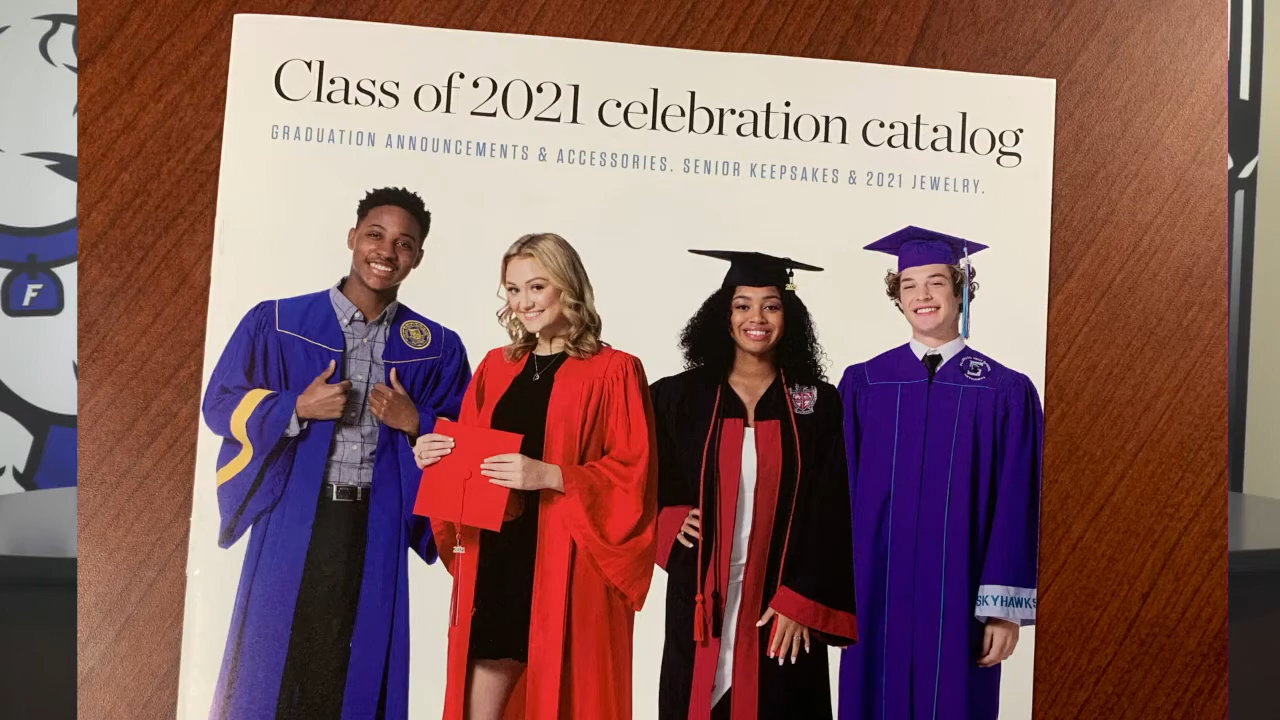 Class of 2021 celebration catalog
GRADUATION ANNOUNCEMENTS & ACCESSORIES. SENIOR KEEPSAKES & 2021 JEWELRY.
F
SKYHAWKS